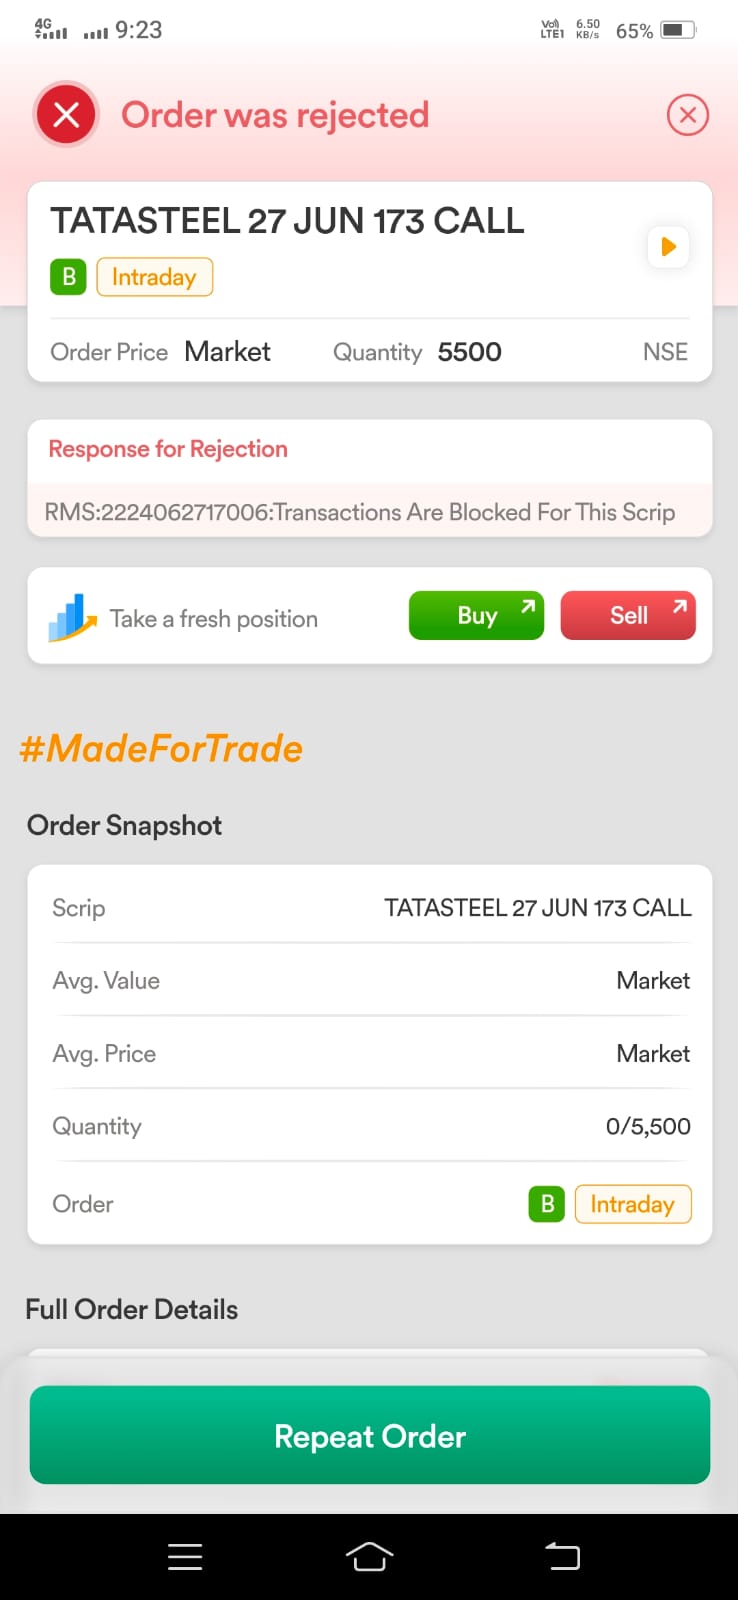 4G 9:23 Vo) LTE1 6.50 KB/s 65%
Order was rejected
TATASTEEL 27 JUN 173 CALL
B Intraday
Order Price Market Quantity 5500 NSE
Response for Rejection
RMS:2224062717006:Transactions Are Blocked For This Scrip
Take a fresh position Buy Sell
#MadeForTrade
Order Snapshot
Scrip TATASTEEL 27 JUN 173 CALL
Avg. Value Market
Avg. Price Market
Quantity 0/5,500
Order B Intraday
Full Order Details
Repeat Order